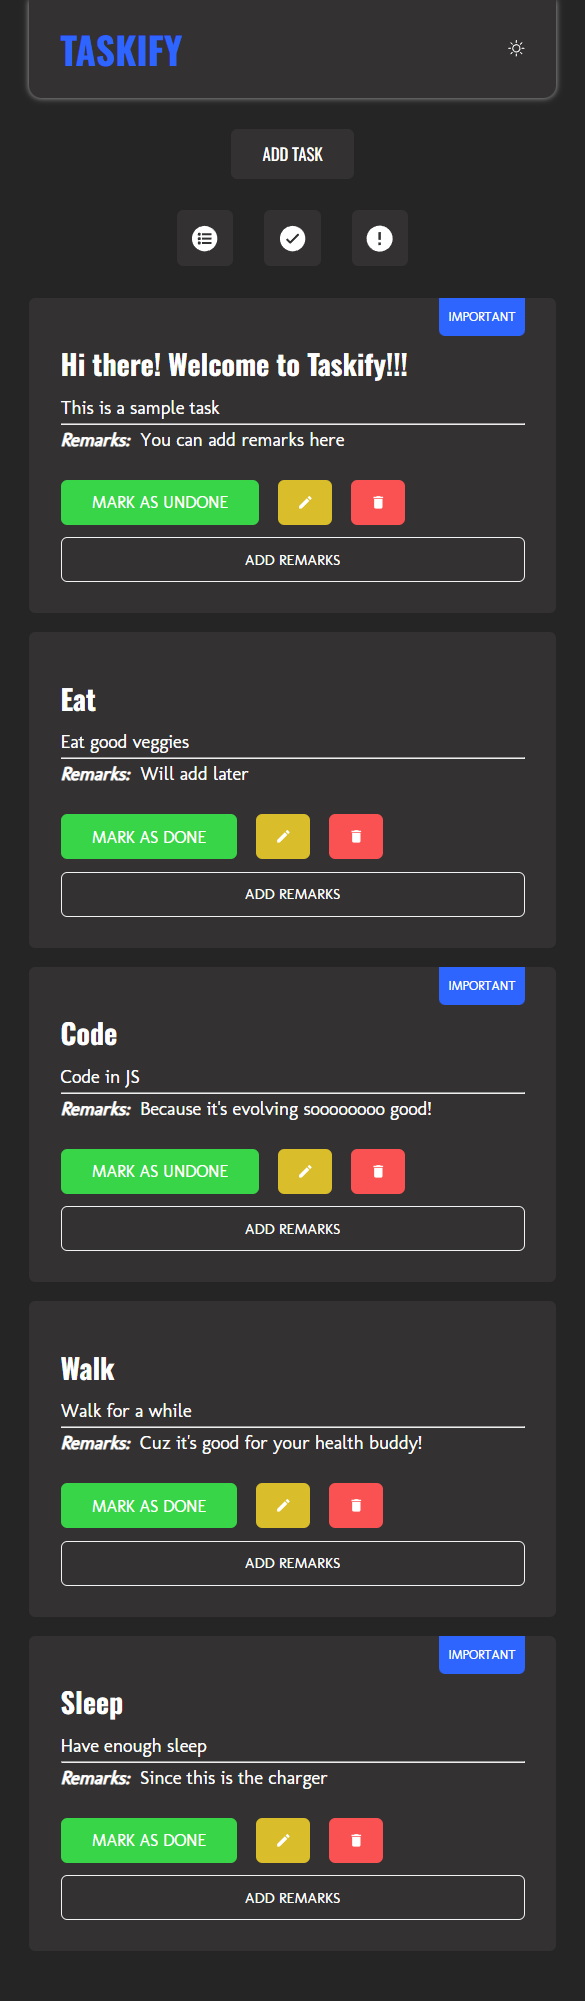 TASKIFY
ADD TASK
IMPORTANT
Hi there! Welcome to Taskify!!!
This is a sample task
Remarks: You can add remarks here
MARK AS UNDONE
ADD REMARKS
Eat
Eat good veggies
Remarks: Will add later
MARK AS DONE
ADD REMARKS
IMPORTANT
Code
Code in JS
Remarks: Because it's evolving soooooooo good!
MARK AS UNDONE
ADD REMARKS
Walk
Walk for a while
Remarks: Cuz it's good for your health buddy!
MARK AS DONE
ADD REMARKS
IMPORTANT
Sleep
Have enough sleep
Remarks: Since this is the charger
MARK AS DONE
ADD REMARKS